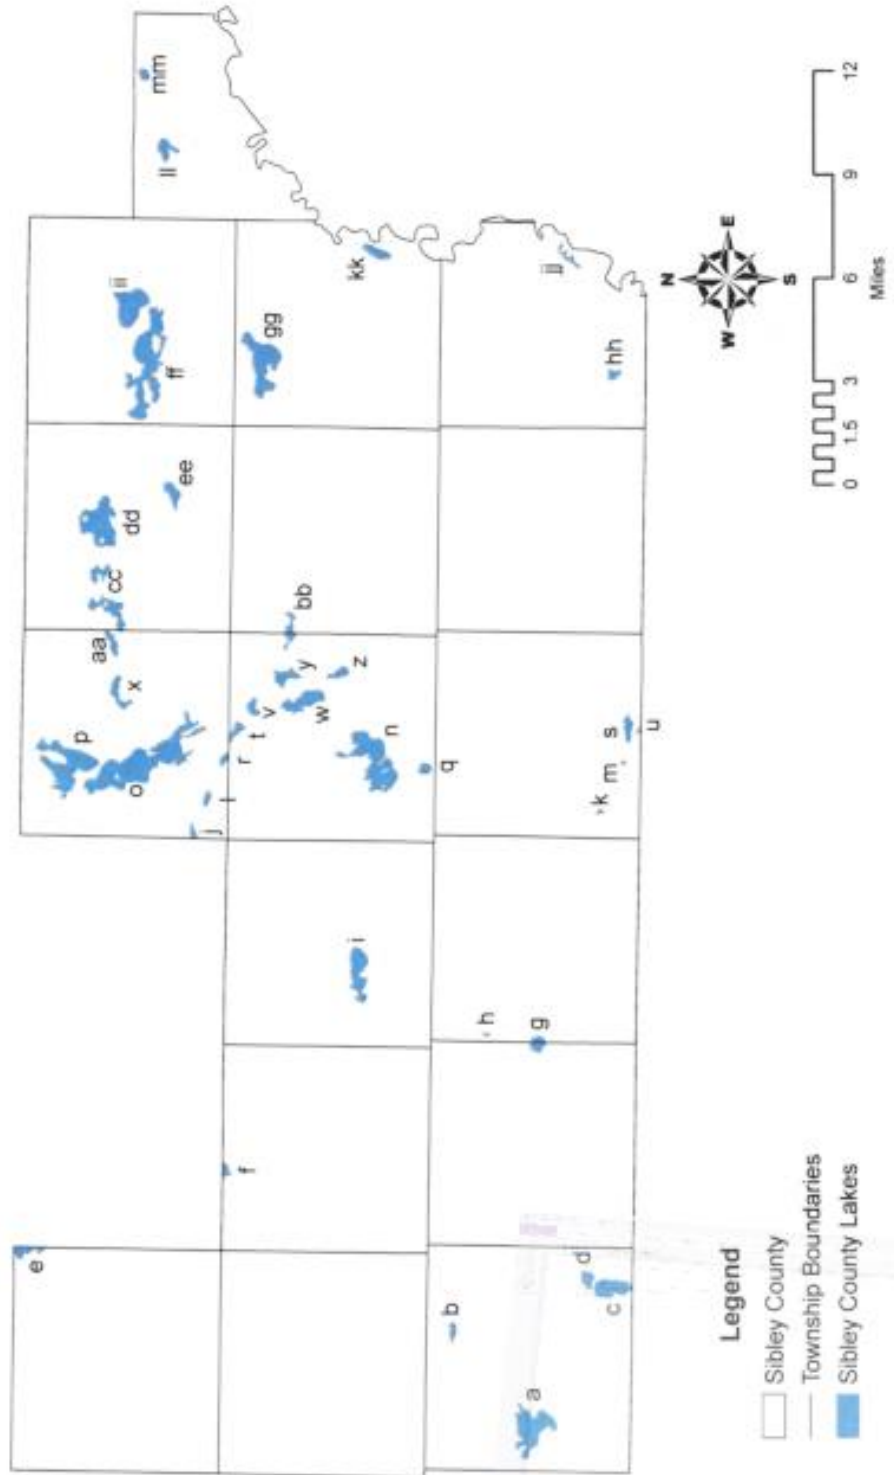 a
b
c
d
e
f
g
h
i
j
k
l
m
n
o
p
q
r
s
t
u
v
w
x
y
z
aa
bb
cc
dd
ee
ff
gg
hh
ii
jj
kk
ll
mm
Legend
Sibley County
Township Boundaries
Sibley County Lakes
N
W
E
S
0 1.5 3 6 9 12
Miles